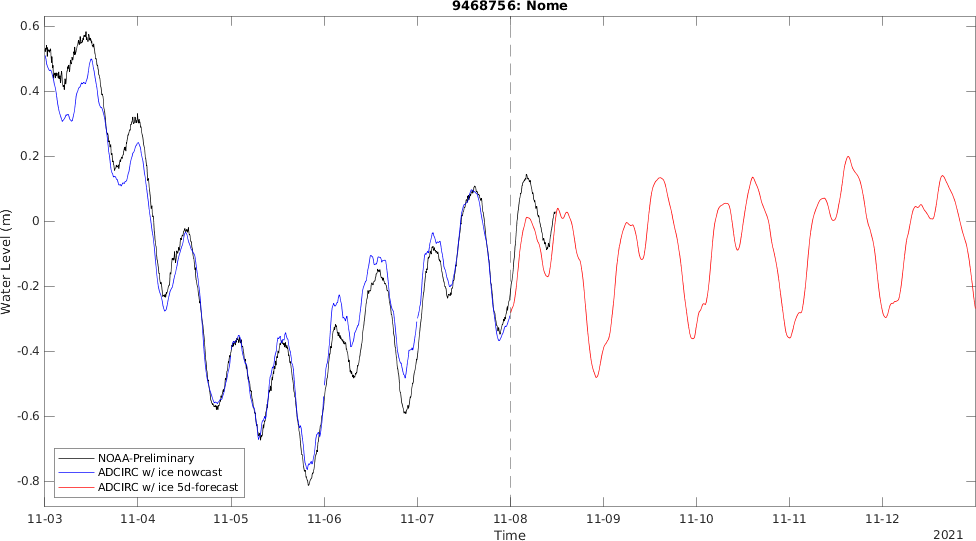 9468756: Nome
0.6
0.4
0.2
0
-0.2
-0.4
-0.6
-0.8
Water Level (m)
NOAA-Preliminary
ADCIRC w/ ice nowcast
ADCIRC w/ ice 5d-forecast
11-03 11-04 11-05 11-06 11-07 11-08 11-09 11-10 11-11 11-12
Time
2021